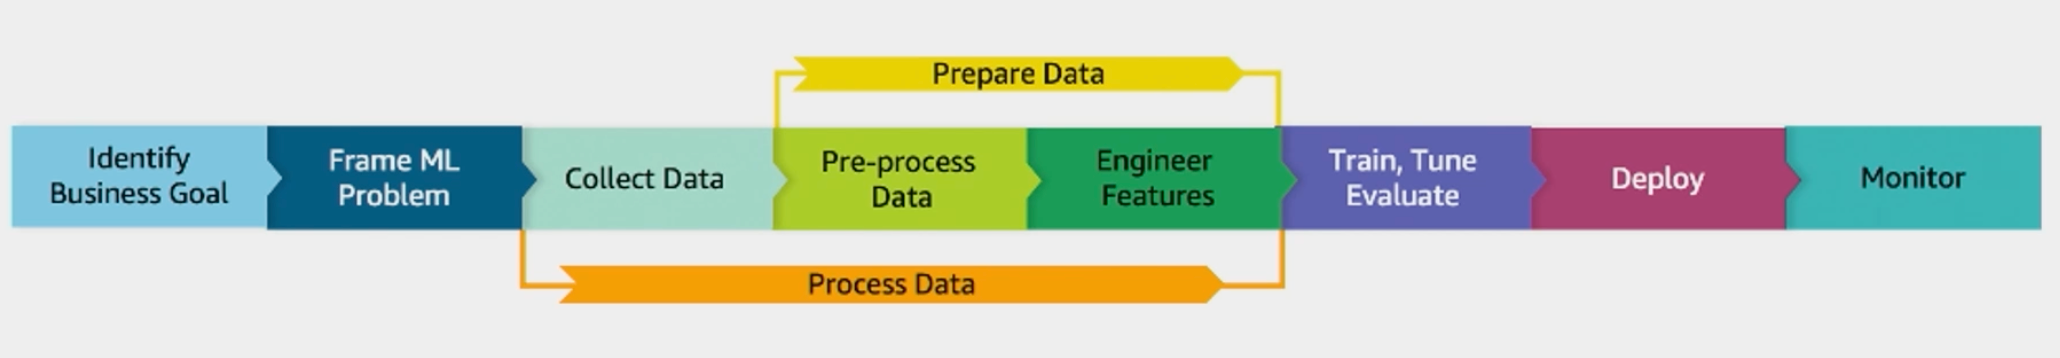 Prepare Data
Identify
Business Goal
Frame ML
Problem
Collect Data
Pre-process
Data
Engineer
Features
Train, Tune
Evaluate
Deploy
Monitor
Process Data